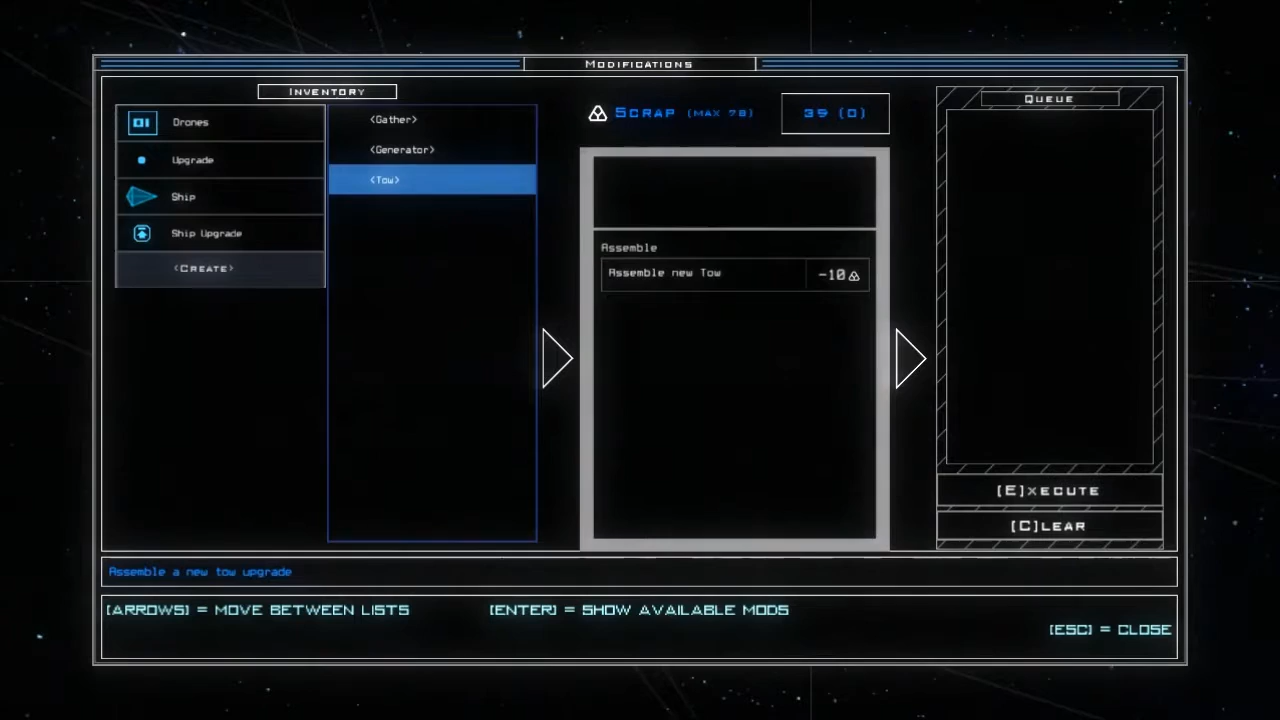 Modifications
Inventory
Drones
Upgrade
Ship
Ship Upgrade
<Create>
<Gather>
<Generator>
<Tow>
Scrap (max 78)
39 (0)
Assemble
Assemble new Tow
-10
Queue
[E]xecute
[C]lear
Assemble a new tow upgrade
[ARROWS] = MOVE BETWEEN LISTS
[ENTER] = SHOW AVAILABLE MODS
[ESC] = CLOSE